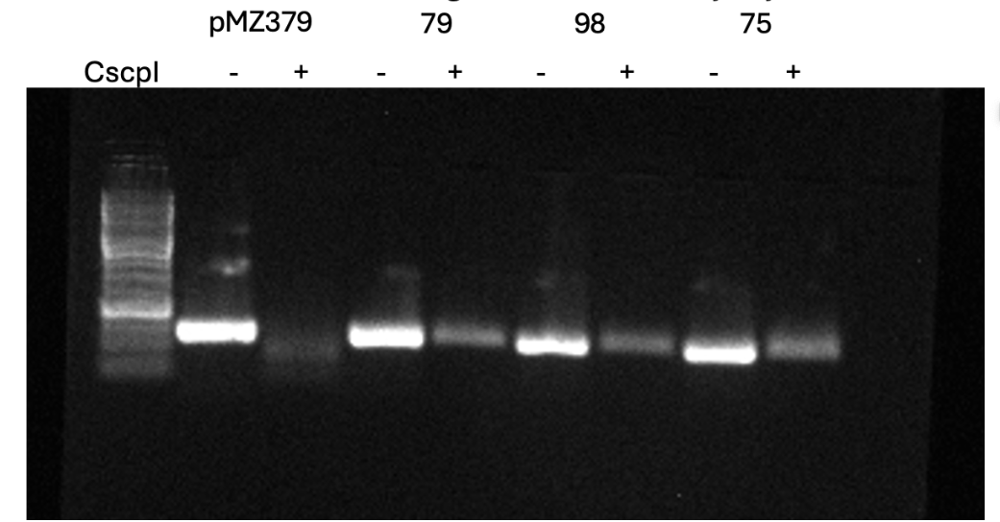 pMZ379 79 98 75
CscpI - + - + - + - +